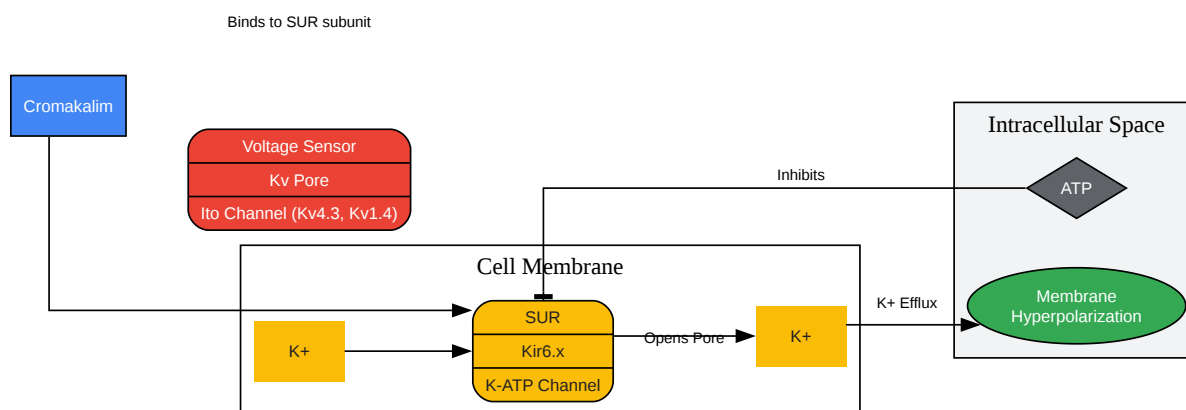 Binds to SUR subunit
Cromakalim
Intracellular Space
Voltage Sensor
Kv Pore
Ito Channel (Kv4.3, Kv1.4)
Inhibits
ATP
Cell Membrane
SUR
Kir6.x
K-ATP Channel
K+
Opens Pore
K+
K+ Efflux
Membrane
Hyperpolarization